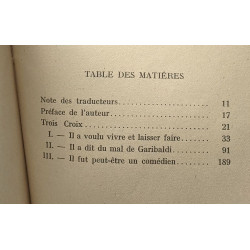 TABLE DES MATIÈRES
Note des traducteurs 11
Préface de l'auteur 17
Trois Croix 21
I. — Il a voulu vivre et laisser faire 33
II. — Il a dit du mal de Garibaldi 91
III. — Il fut peut-être un comédien 189